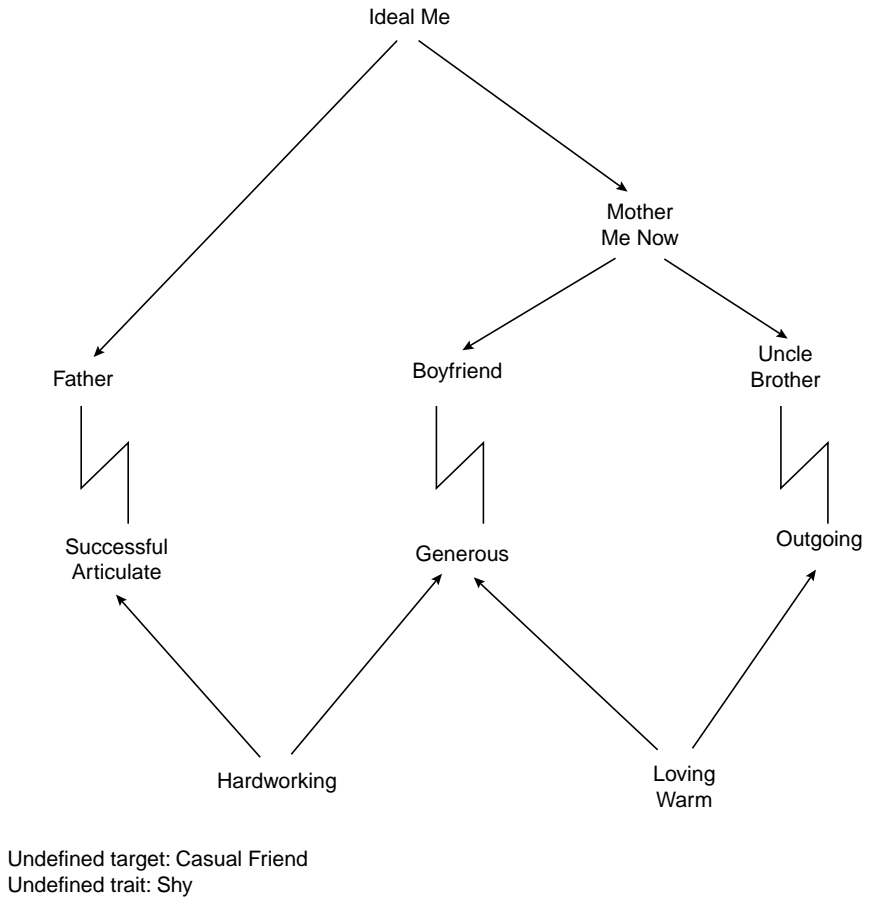 Ideal Me
Mother
Me Now
Father
Boyfriend
Uncle
Brother
Successful
Articulate
Generous
Outgoing
Hardworking
Loving
Warm
Undefined target: Casual Friend
Undefined trait: Shy